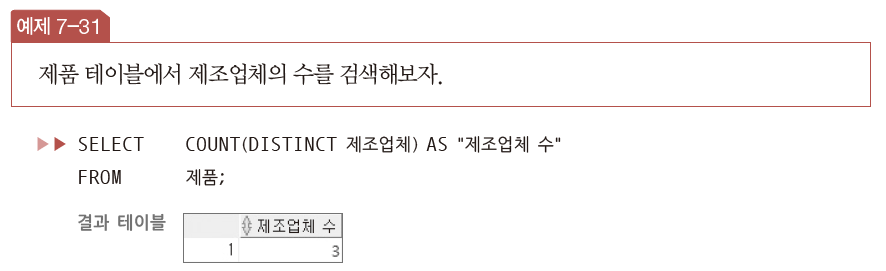 예제 7-31
제품 테이블에서 제조업체의 수를 검색해보자.
SELECT COUNT(DISTINCT 제조업체) AS "제조업체 수"
FROM 제품;
결과 테이블
제조업체 수
1 3